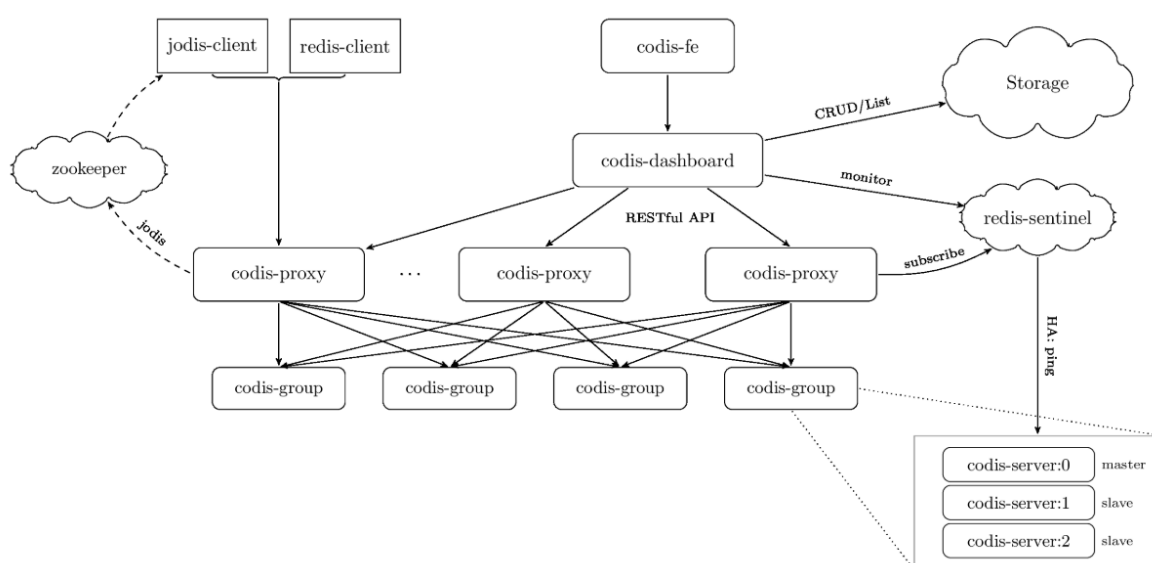 jodis-client
redis-client
codis-fe
Storage
CRUD/List
zookeeper
codis-dashboard
monitor
redis-sentinel
jodis
RESTful API
subscribe
codis-proxy
...
codis-proxy
codis-proxy
HA: ping
codis-group
codis-group
codis-group
codis-group
codis-server:0 master
codis-server:1 slave
codis-server:2 slave